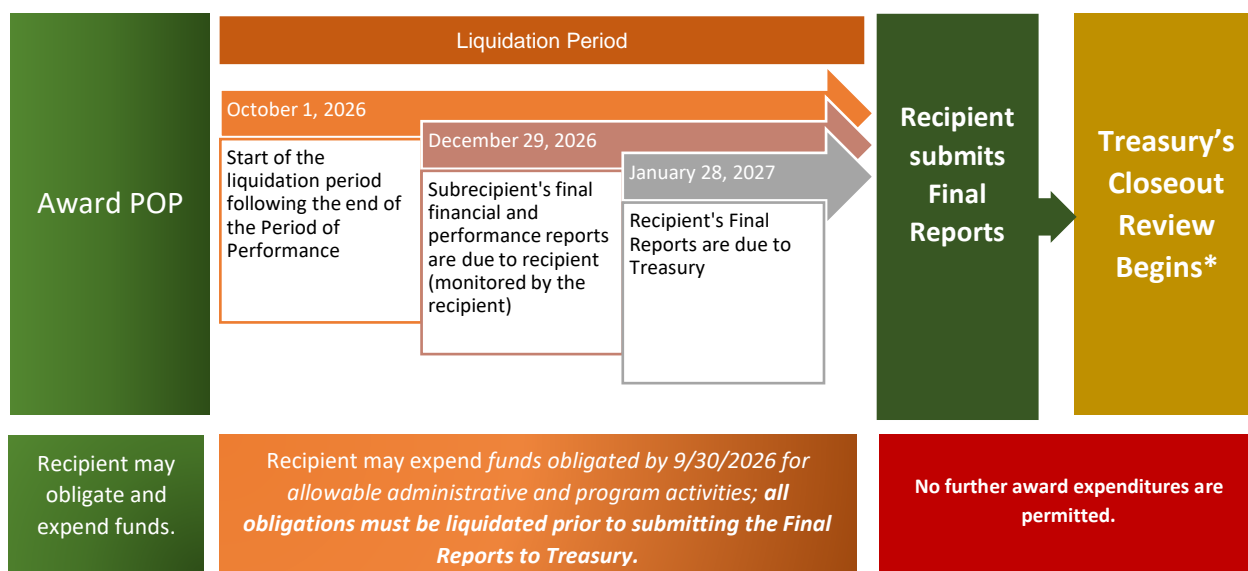 Liquidation Period
Award POP
October 1, 2026
Start of the
liquidation period
following the end of
the Period of
Performance
December 29, 2026
Subrecipient's final
financial and
performance reports
are due to recipient
(monitored by the
recipient)
January 28, 2027
Recipient's Final
Reports are due to
Treasury
Recipient
submits
Final
Reports
Treasury’s
Closeout
Review
Begins*
Recipient may
obligate and
expend funds.
Recipient may expend funds obligated by 9/30/2026 for
allowable administrative and program activities; all
obligations must be liquidated prior to submitting the Final
Reports to Treasury.
No further award expenditures are
permitted.